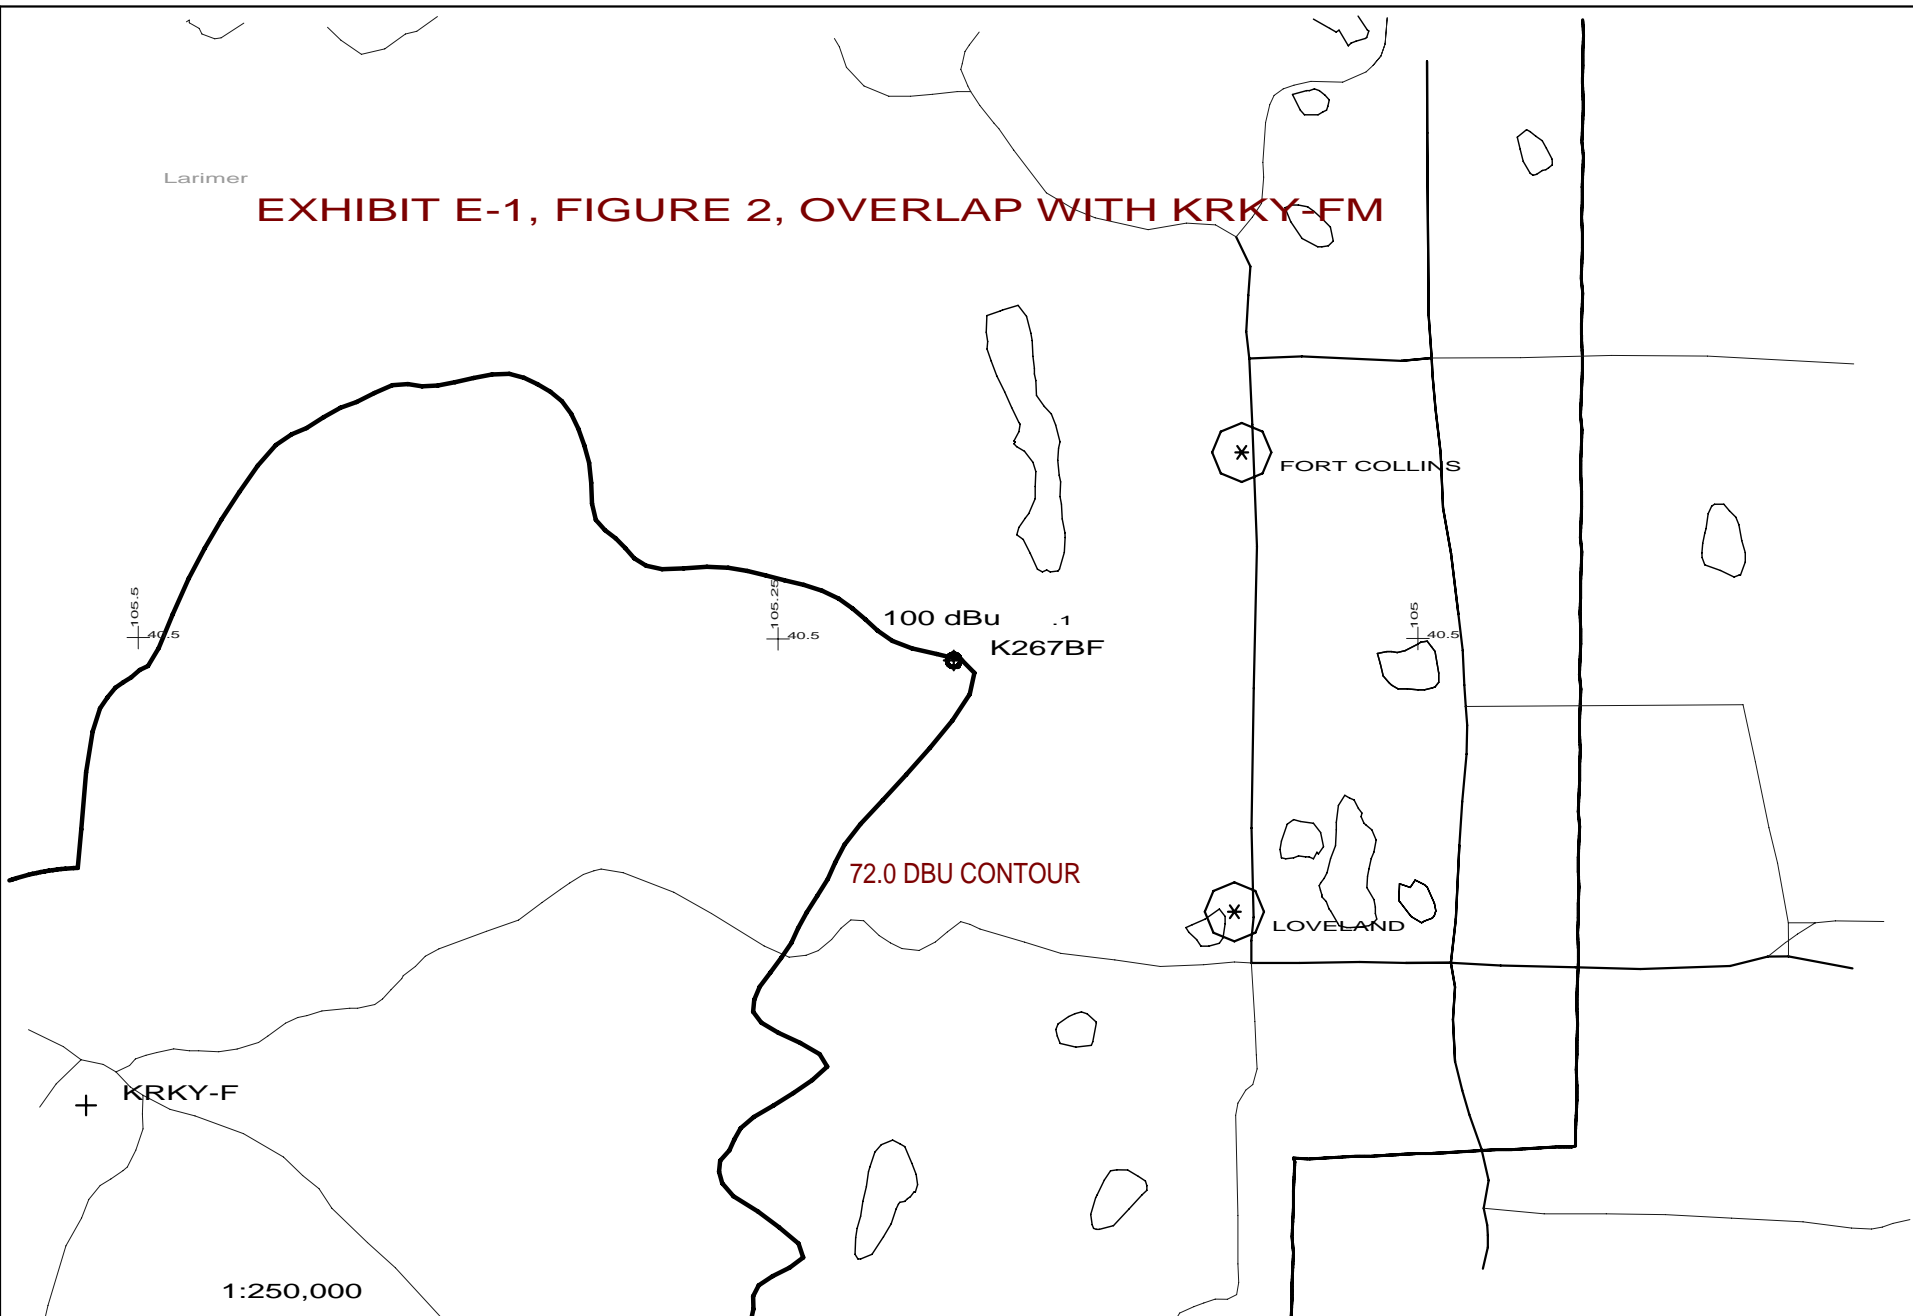 Larimer
EXHIBIT E-1, FIGURE 2, OVERLAP WITH KRKY-FM
FORT COLLINS
105.5
40.5
105.25
40.5
100 dBu .1
K267BF
105
40.5
72.0 DBU CONTOUR
LOVELAND
KRKY-F
1:250,000